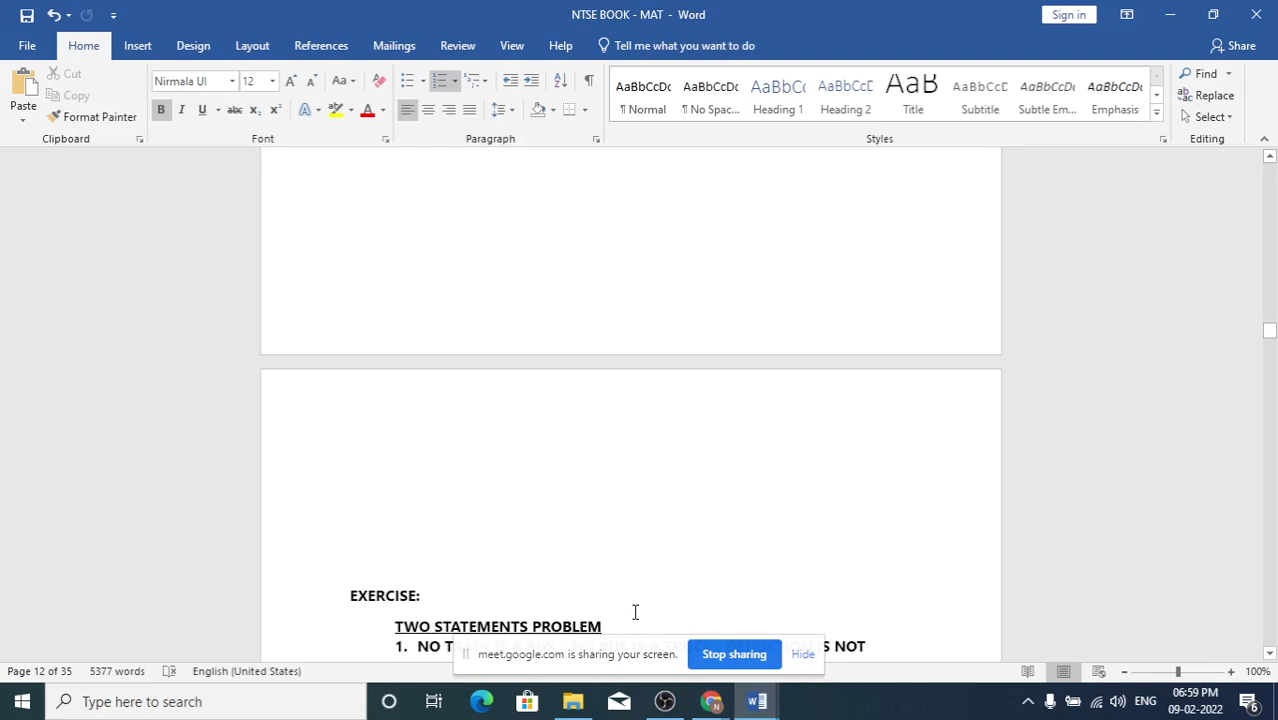 NTSE BOOK - MAT - Word
Sign in
File Home Insert Design Layout References Mailings Review View Help Tell me what you want to do Share
Paste
Cut
Copy
Format Painter
Clipboard
Nirmala UI 12
Font
Paragraph
AaBbCcDc ¶ Normal
AaBbCcDc ¶ No Spac...
AaBbCc Heading 1
AaBbCcD Heading 2
AaB Title
AaBbCcD Subtitle
AaBbCcDc Subtle Em...
AaBbCcDc Emphasis
Styles
Find
Replace
Select
Editing
EXERCISE:
TWO STATEMENTS PROBLEM
1. NO T S NOT
meet.google.com is sharing your screen. Stop sharing Hide
Page 12 of 35 5377 words English (United States) 100%
Type here to search
ENG
06:59 PM
09-02-2022
6